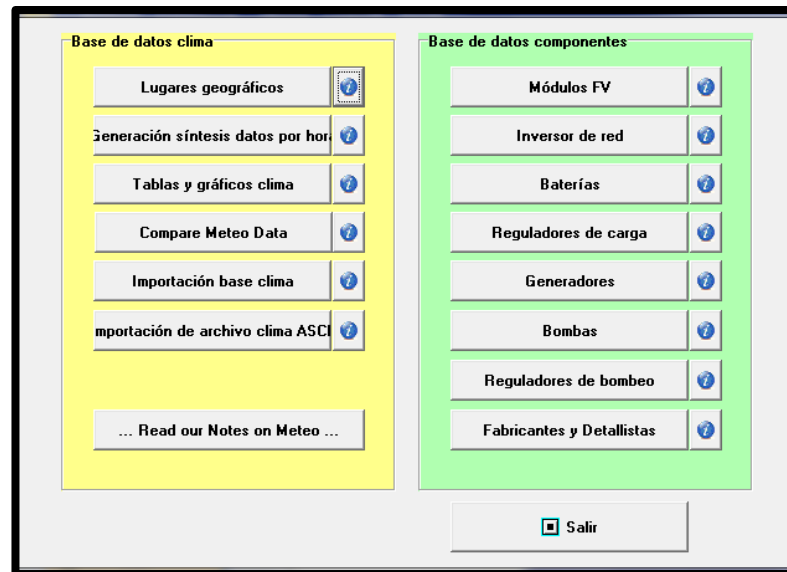 Base de datos clima
Lugares geográficos
Generación síntesis datos por hora
Tablas y gráficos clima
Compare Meteo Data
Importación base clima
mportación de archivo clima ASCI
... Read our Notes on Meteo ...
Base de datos componentes
Módulos FV
Inversor de red
Baterías
Reguladores de carga
Generadores
Bombas
Reguladores de bombeo
Fabricantes y Detallistas
Salir